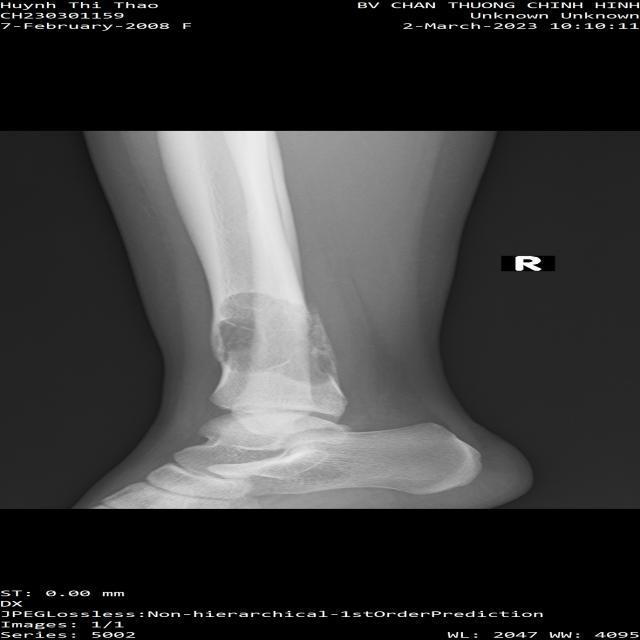 Huynh Thi Thao
BV CHAN THUONG CHINH HINH
CH230301159
Unknown Unknown
7-February-2008 F
2-March-2023 10:10:11
R
ST: 0.00 mm
DX
JPEGLossless:Non-hierarchical-1stOrderPrediction
Images: 1/1
Series: 5002
WL: 2047 WW: 4095